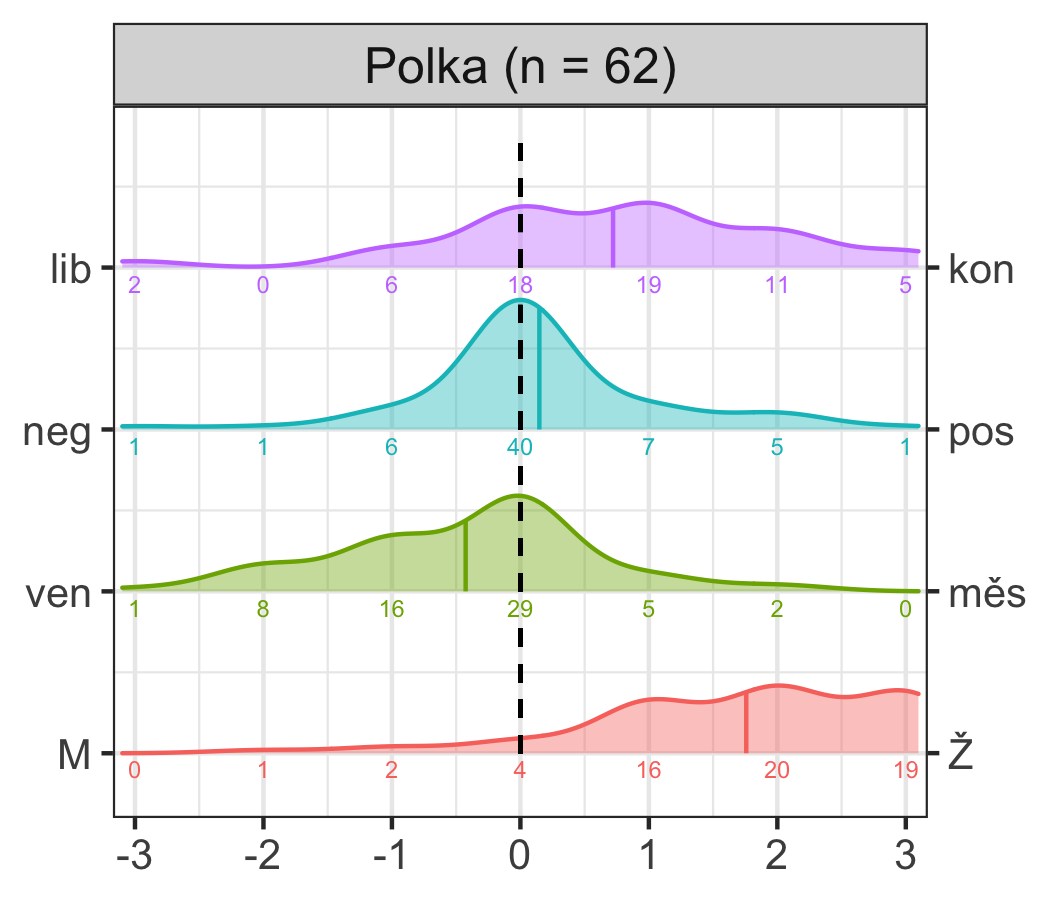 Polka (n = 62)
lib kon
2 0 6 18 19 11 5
neg pos
1 1 6 40 7 5 1
ven měs
1 8 16 29 5 2 0
M Ž
0 1 2 4 16 20 19
-3 -2 -1 0 1 2 3